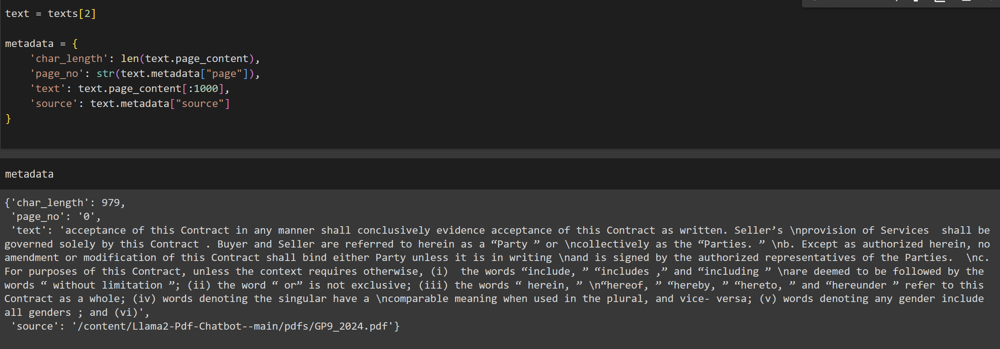 text = texts[2]
metadata = {
    'char_length': len(text.page_content),
    'page_no': str(text.metadata["page"]),
    'text': text.page_content[:1000],
    'source': text.metadata["source"]
}
metadata
{'char_length': 979,
 'page_no': '0',
 'text': 'acceptance of this Contract in any manner shall conclusively evidence acceptance of this Contract as written. Seller’s \nprovision of Services  shall be
governed solely by this Contract . Buyer and Seller are referred to herein as a “Party ” or \ncollectively as the “Parties. ” \nb. Except as authorized herein, no
amendment or modification of this Contract shall bind either Party unless it is in writing \nand is signed by the authorized representatives of the Parties.  \nc.
For purposes of this Contract, unless the context requires otherwise, (i)  the words “include, ” “includes ,” and “including ” \nare deemed to be followed by the
words “ without limitation ”; (ii) the word “ or” is not exclusive; (iii) the words “ herein, ” \n“hereof, ” “hereby, ” “hereto, ” and “hereunder ” refer to this
Contract as a whole; (iv) words denoting the singular have a \ncomparable meaning when used in the plural, and vice- versa; (v) words denoting any gender include
all genders ; and (vi)',
 'source': '/content/Llama2-Pdf-Chatbot--main/pdfs/GP9_2024.pdf'}